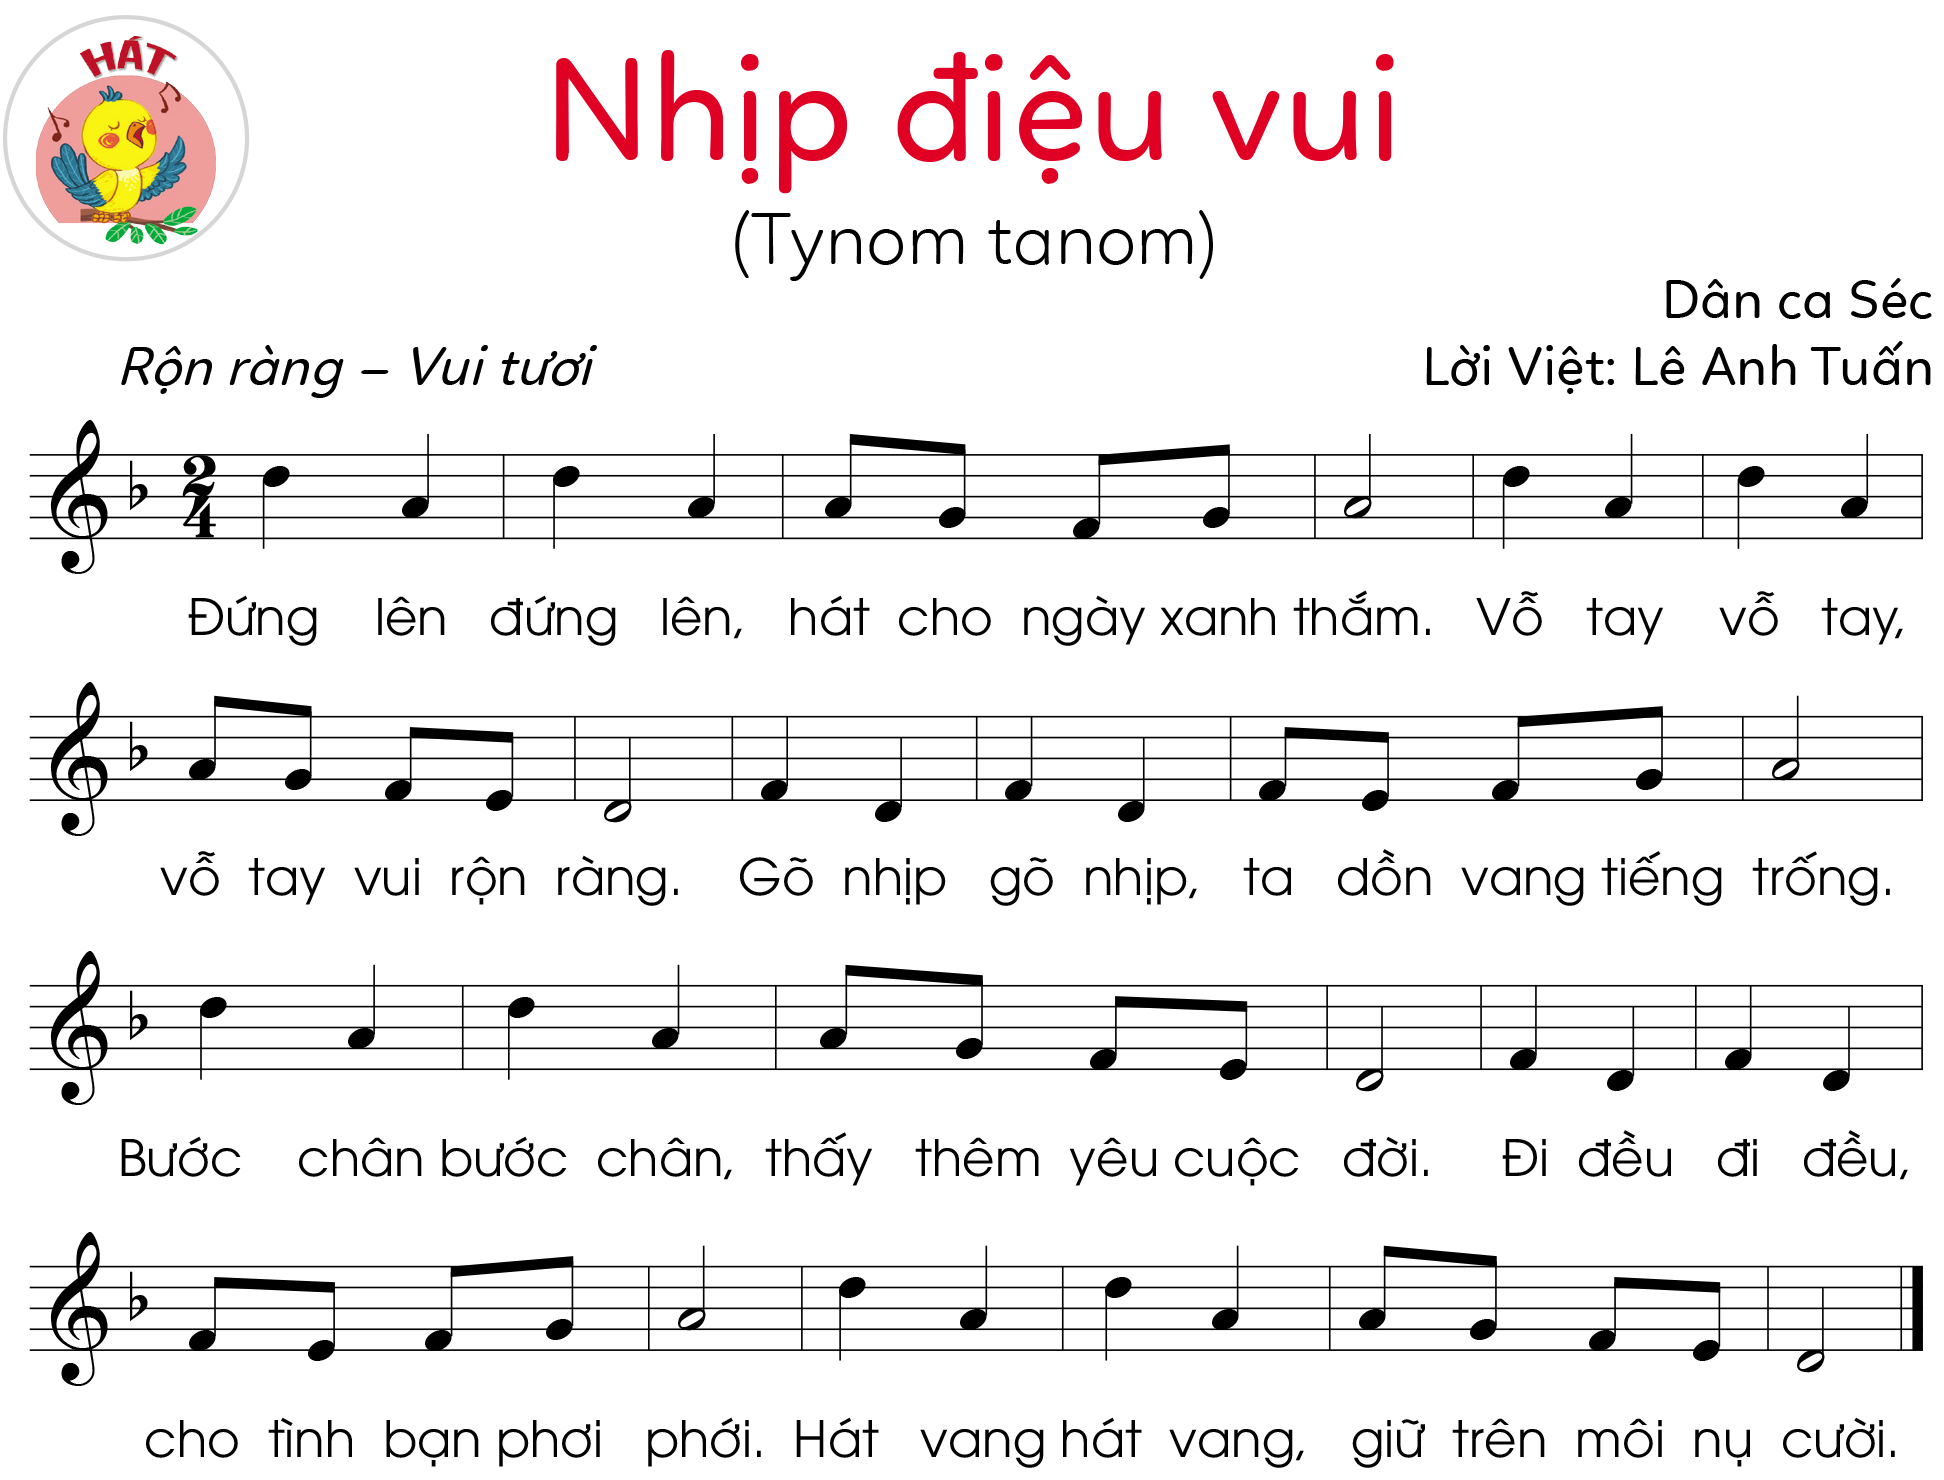 HÁT
Nhịp điệu vui
(Tynom tanom)
Dân ca Séc
Rộn ràng – Vui tươi
Lời Việt: Lê Anh Tuấn
2
4
Đứng lên đứng lên, hát cho ngày xanh thắm. Vỗ tay vỗ tay,
vỗ tay vui rộn ràng. Gõ nhịp gõ nhịp, ta dồn vang tiếng trống.
Bước chân bước chân, thấy thêm yêu cuộc đời. Đi đều đi đều,
cho tình bạn phơi phới. Hát vang hát vang, giữ trên môi nụ cười.